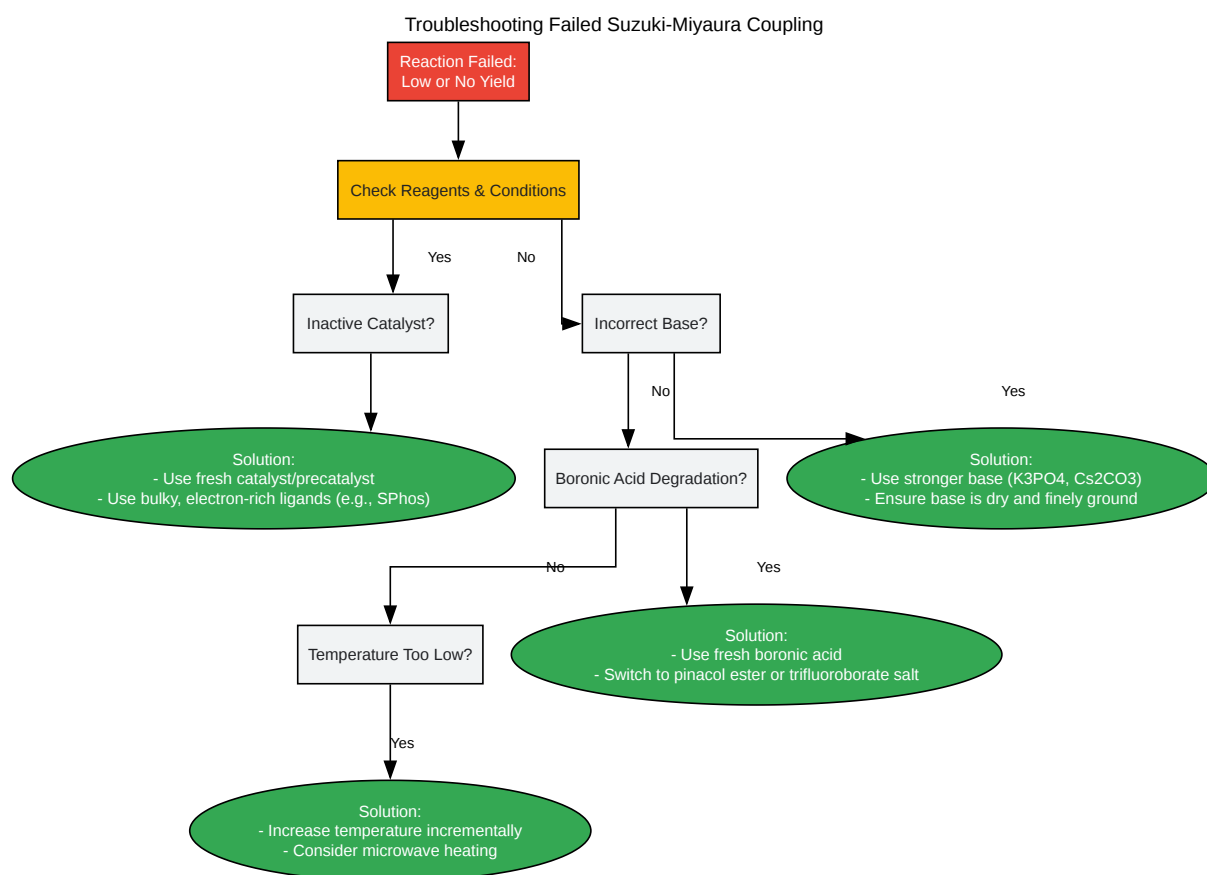 Troubleshooting Failed Suzuki-Miyaura Coupling
Reaction Failed:
Low or No Yield
Check Reagents & Conditions
Yes
No
Inactive Catalyst?
Incorrect Base?
No
Yes
Solution:
- Use fresh catalyst/precatalyst
- Use bulky, electron-rich ligands (e.g., SPhos)
Boronic Acid Degradation?
Solution:
- Use stronger base (K3PO4, Cs2CO3)
- Ensure base is dry and finely ground
No
Yes
Temperature Too Low?
Solution:
- Use fresh boronic acid
- Switch to pinacol ester or trifluoroborate salt
Yes
Solution:
- Increase temperature incrementally
- Consider microwave heating